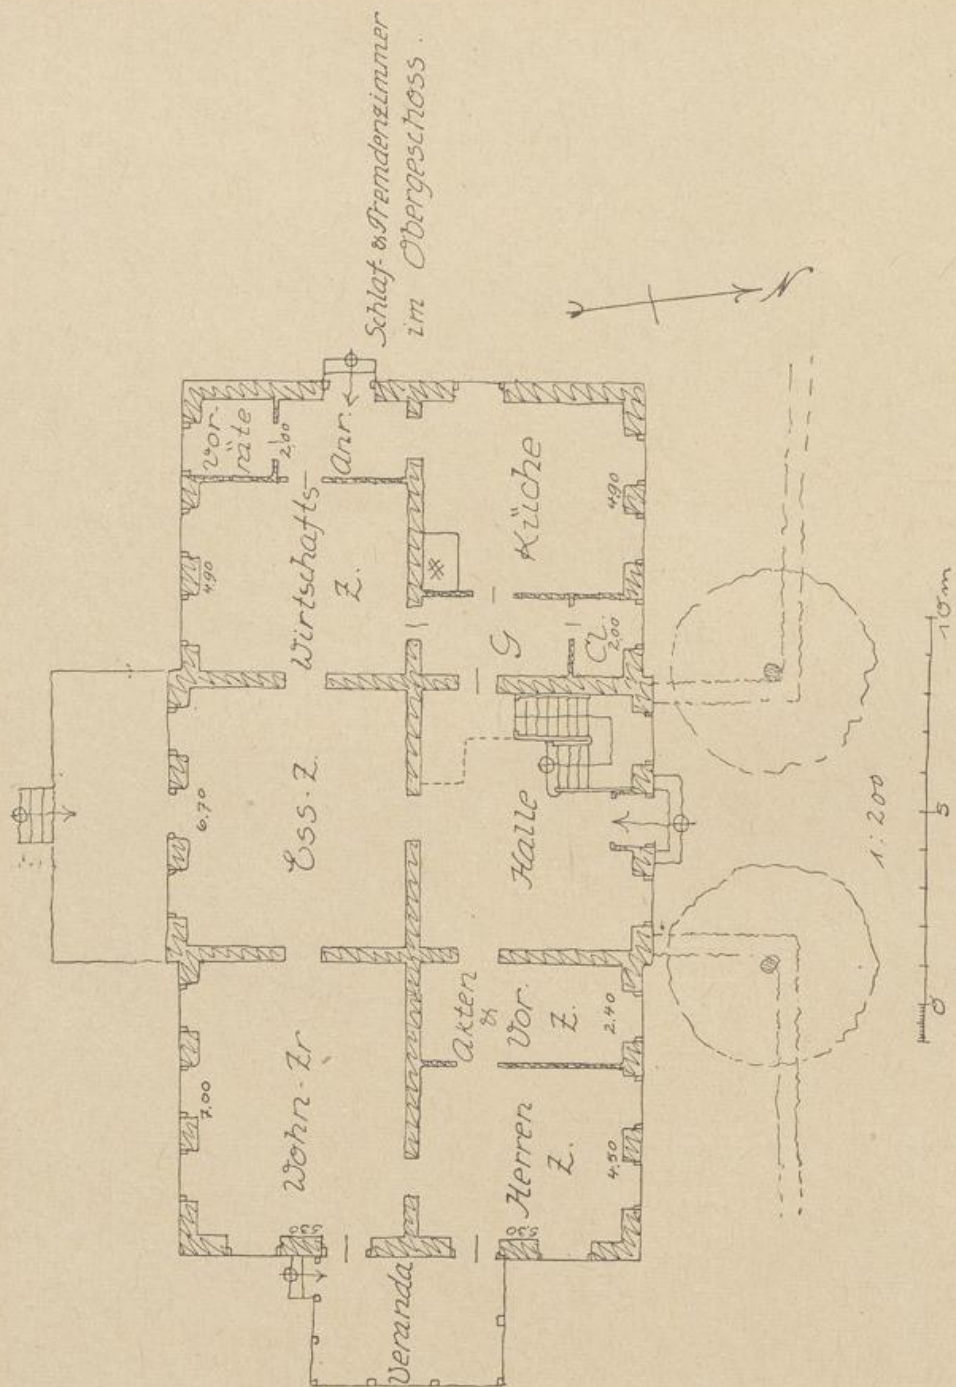 Schlaf- & Fremdenzimmer
im Obergeschoss.
Vor-
räte
2,00
Anr.
Wirtschafts-
Z.
4.90
Küche
4.90
G
Cl.
2.00
Ess-Z.
6.70
Halle
Wohn-Zr
7.00
Akten
&
Vor.
Z.
2.40
Herren
Z.
4.50
Veranda
N
1:200
0
5
10 m